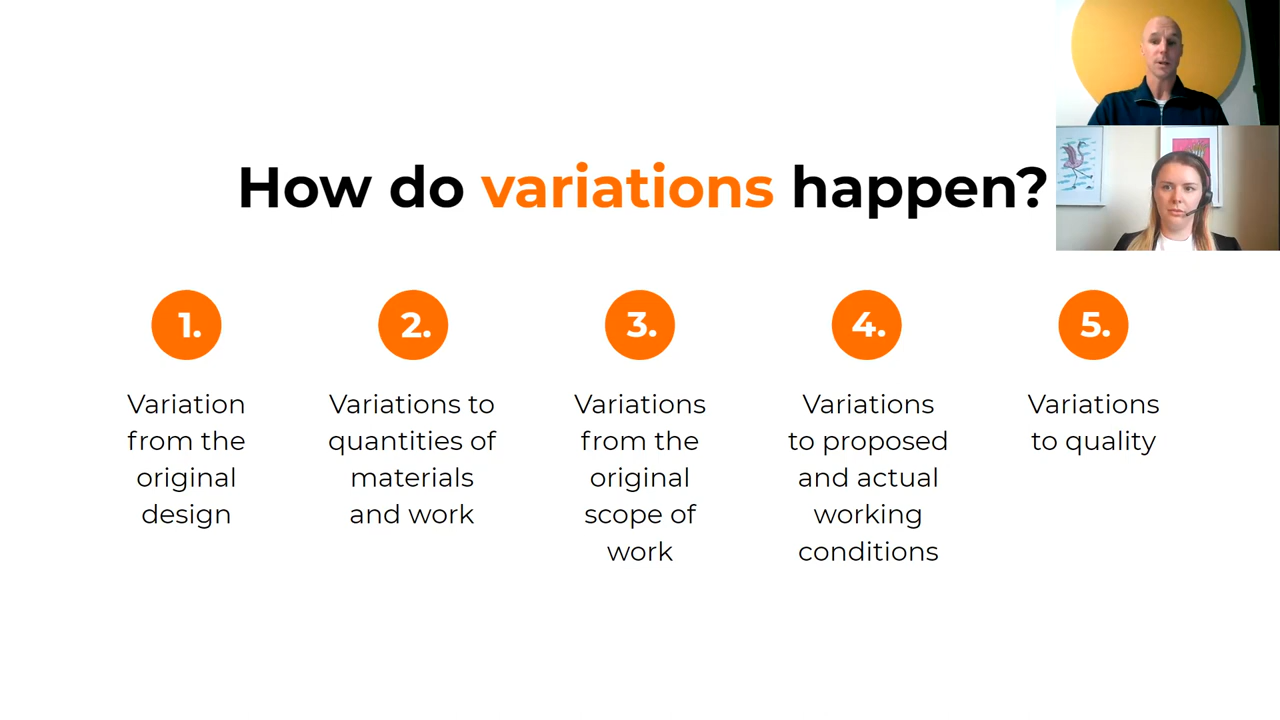 How do variations happen?
1.
Variation
from the
original
design
2.
Variations to
quantities of
materials
and work
3.
Variations
from the
original
scope of
work
4.
Variations
to proposed
and actual
working
conditions
5.
Variations
to quality